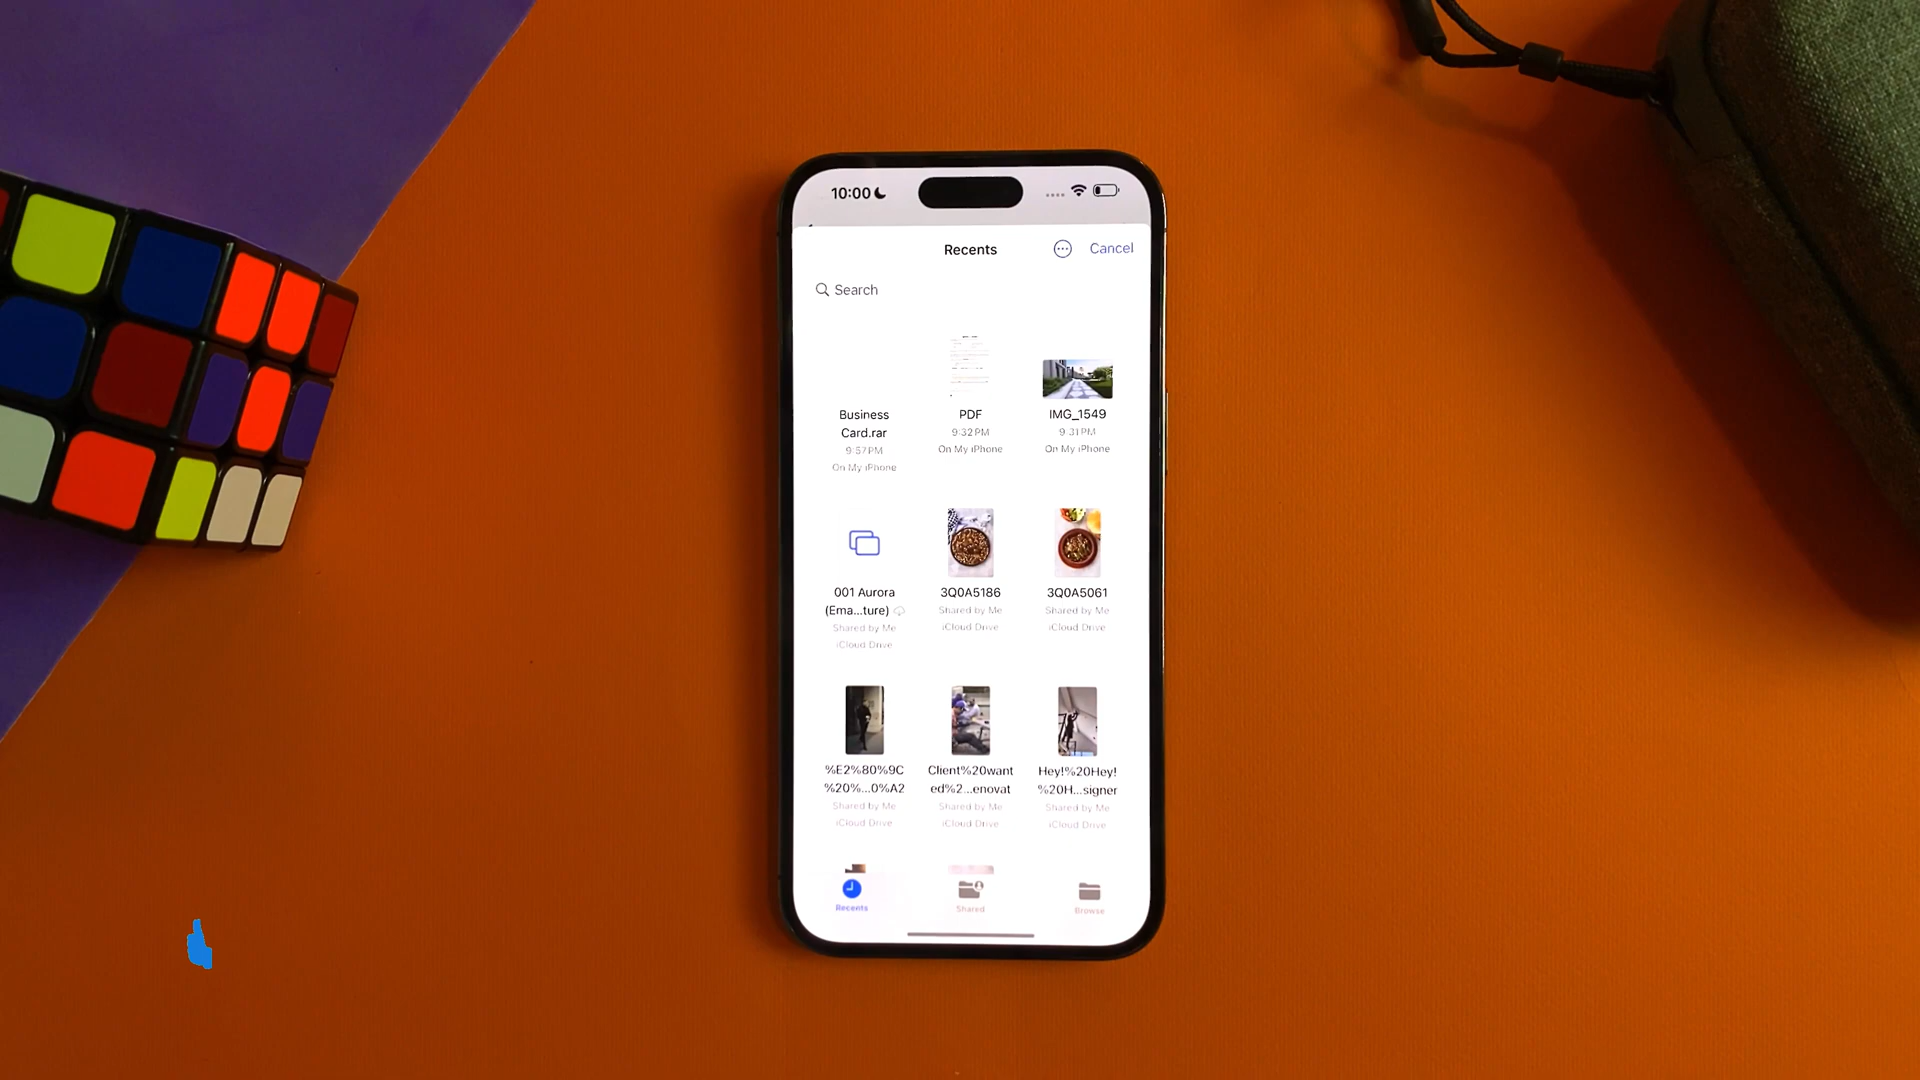 10:00
Recents
Cancel
Search
Business
Card.rar
9:57 PM
On My iPhone
PDF
9:32 PM
On My iPhone
IMG_1549
9:31 PM
On My iPhone
001 Aurora
(Ema...ture)
Shared by Me
iCloud Drive
3Q0A5186
Shared by Me
iCloud Drive
3Q0A5061
Shared by Me
iCloud Drive
%E2%80%9C
%20%...0%A2
Shared by Me
iCloud Drive
Client%20want
ed%2...enovat
Shared by Me
iCloud Drive
Hey!%20Hey!
%20H...signer
Shared by Me
iCloud Drive
Recents
Shared
Browse